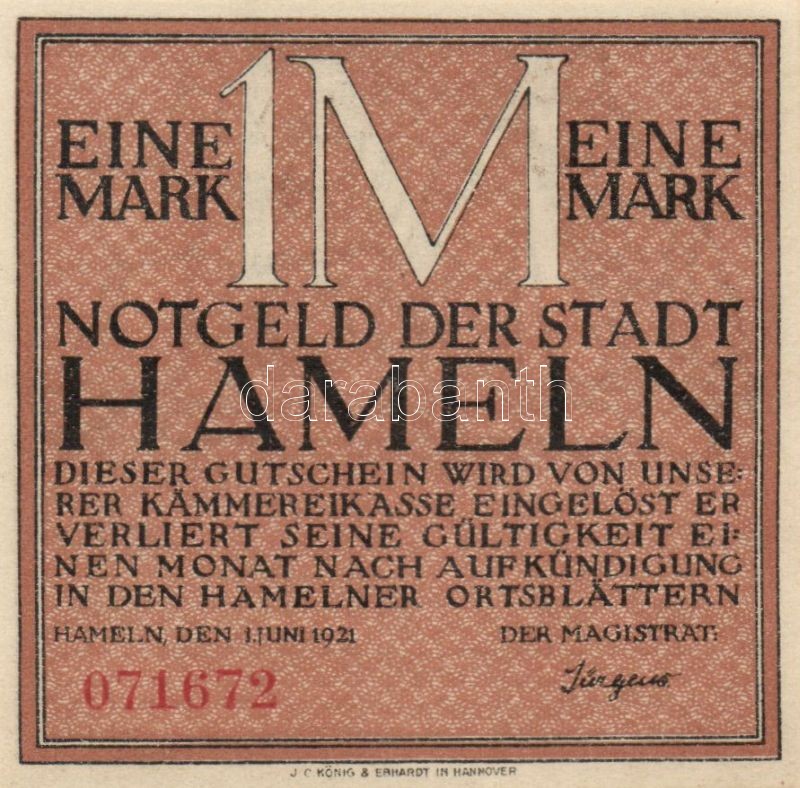 EINE MARK 1M EINE MARK
NOTGELD DER STADT
HAMELN
darabanth
DIESER GUTSCHEIN WIRD VON UNSE-
RER KÄMMEREIKASSE EINGELÖST ER
VERLIERT SEINE GÜLTIGKEIT EI-
NEN MONAT NACH AUFKÜNDIGUNG
IN DEN HAMELNER ORTSBLÄTTERN
HAMELN, DEN 1. JUNI 1921 DER MAGISTRAT:
071672 Jürgens
J. C. KÖNIG & EBHARDT IN HANNOVER